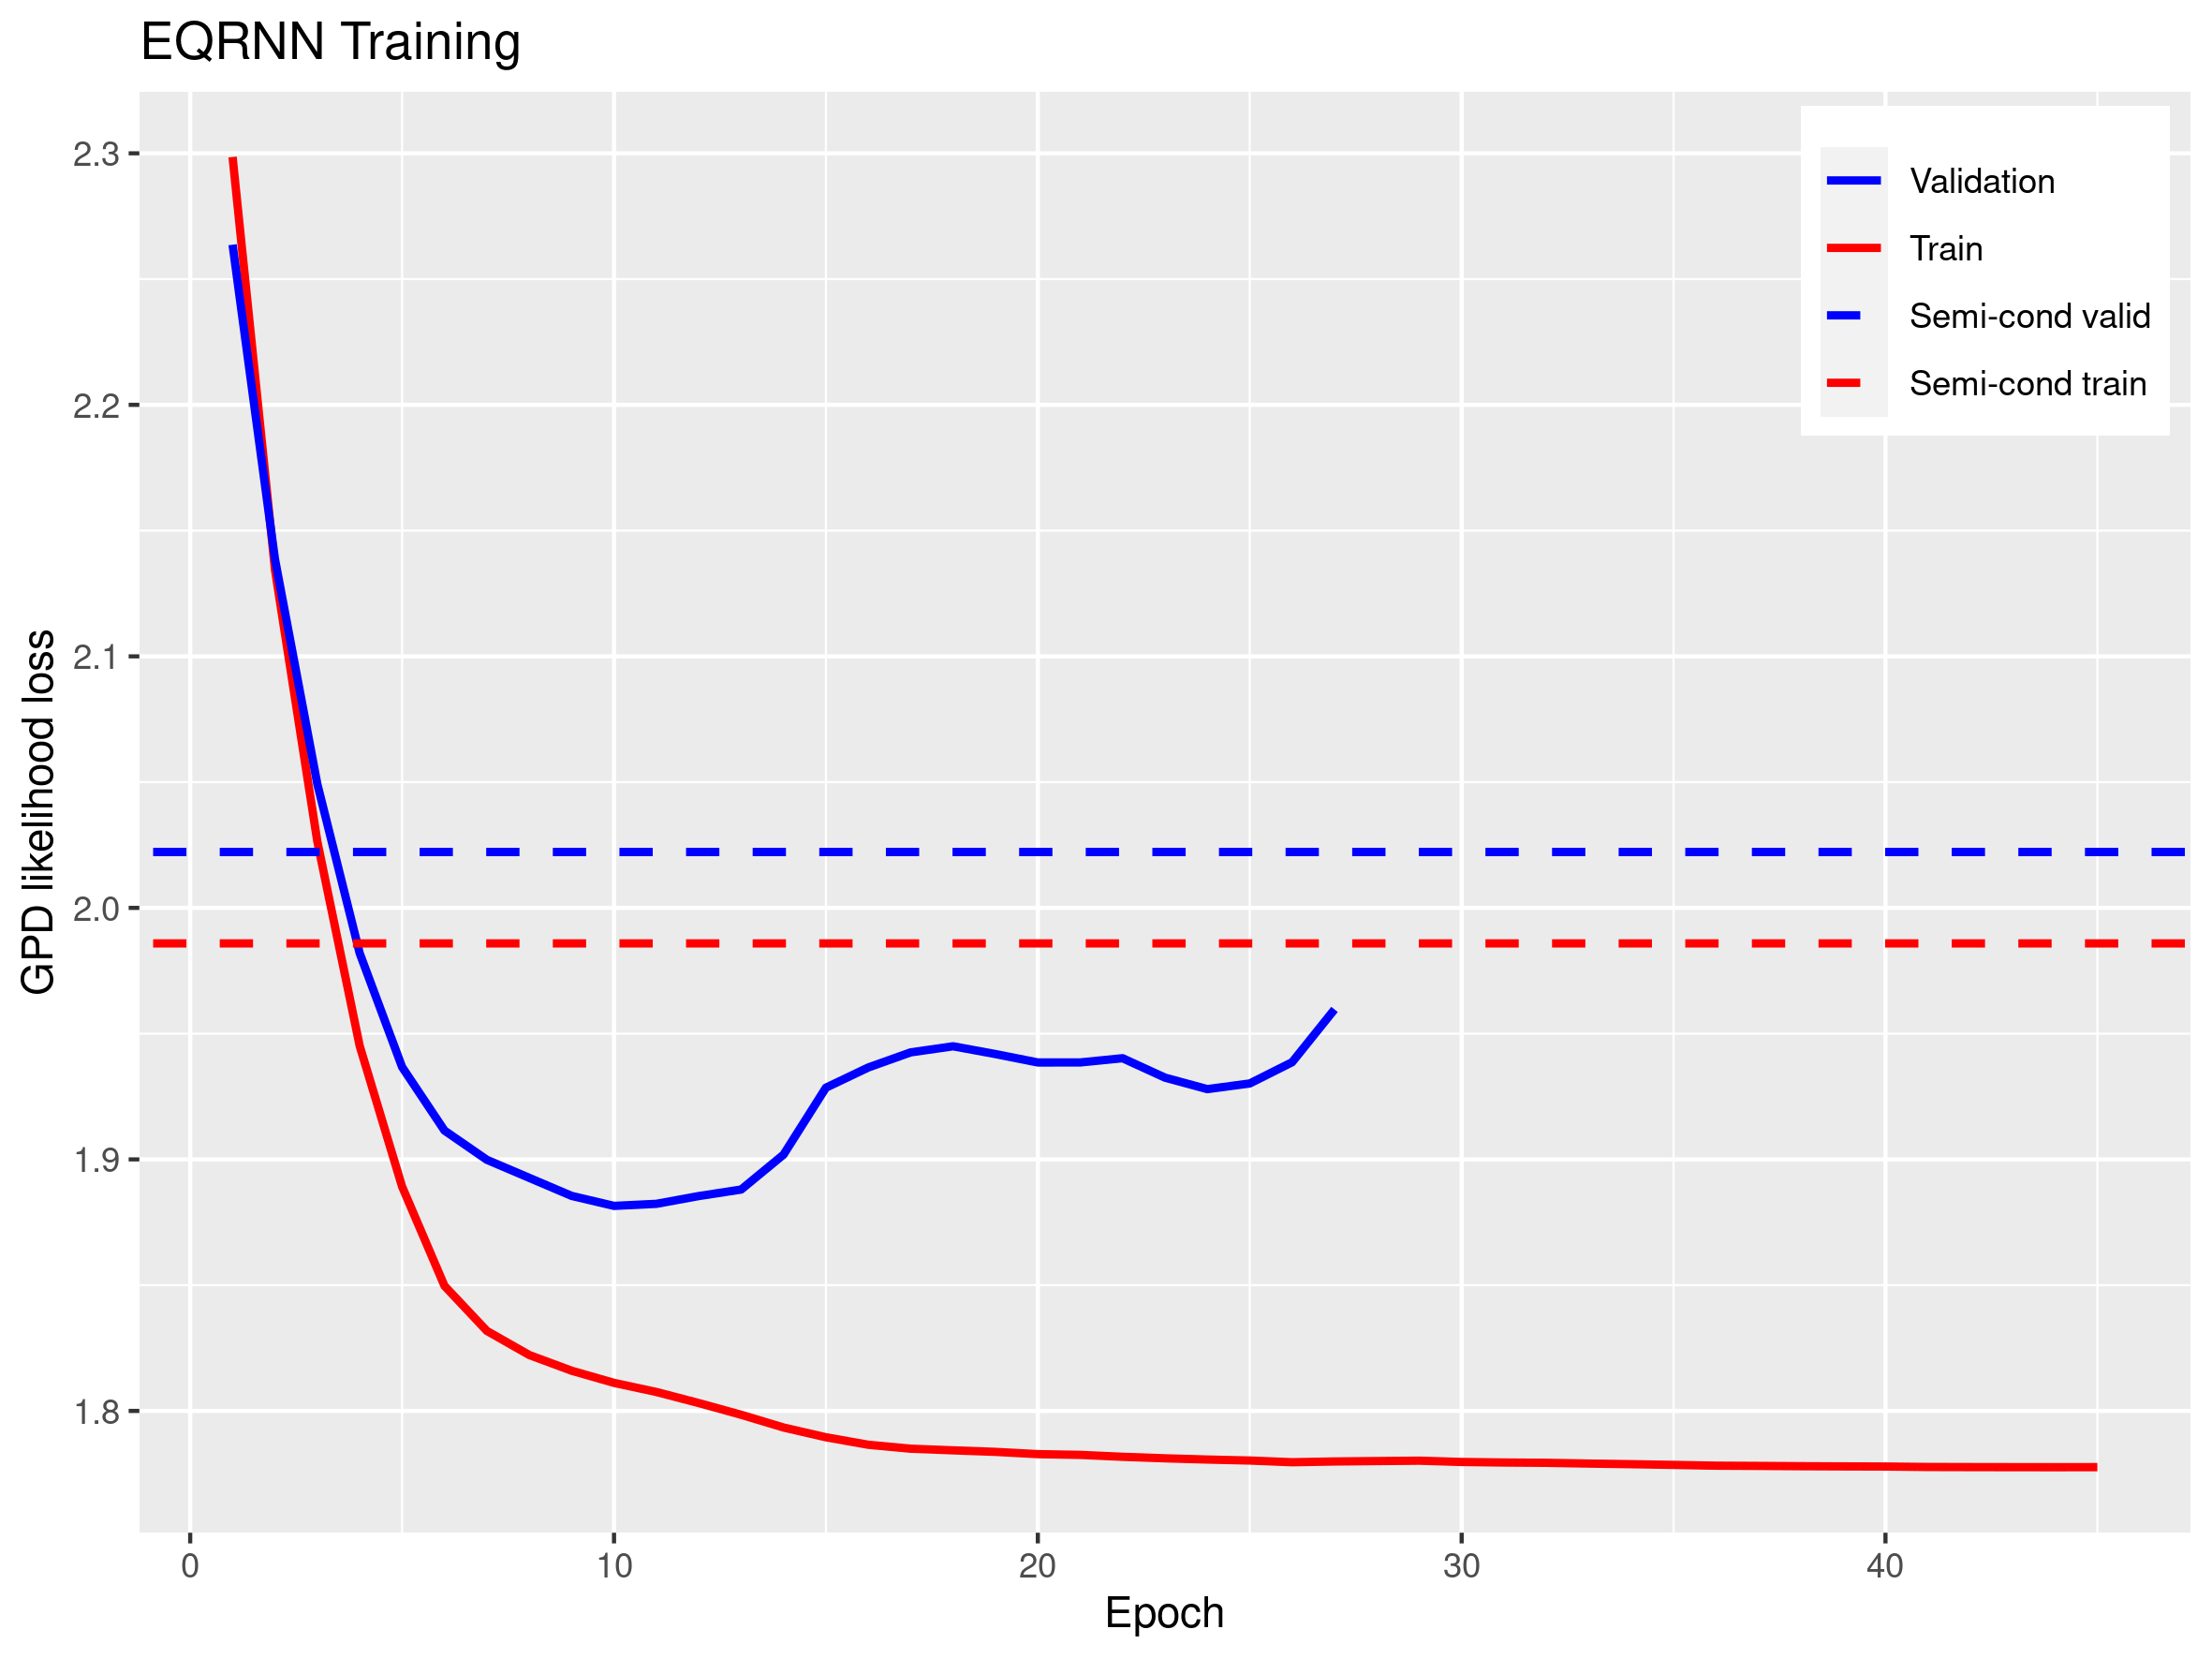 EQRNN Training
GPD likelihood loss
2.3
2.2
2.1
2.0
1.9
1.8
Validation
Train
Semi-cond valid
Semi-cond train
0 10 20 30 40
Epoch